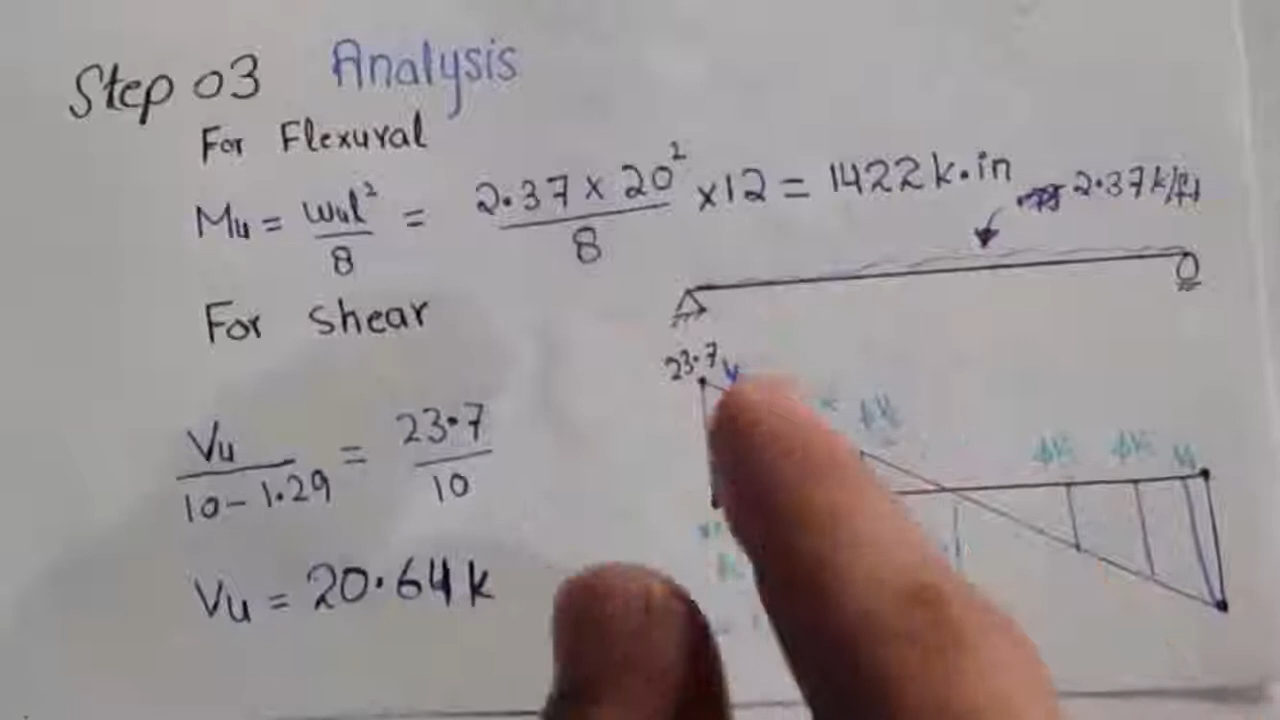 Step 03 Analysis
For Flexural
Mu = wul²/8 = 2.37 x 20²/8 x12 = 1422 k.in
2.37 k/ft
For Shear
23.7
Vu/10-1.29 = 23.7/10
Vu = 20.64 k